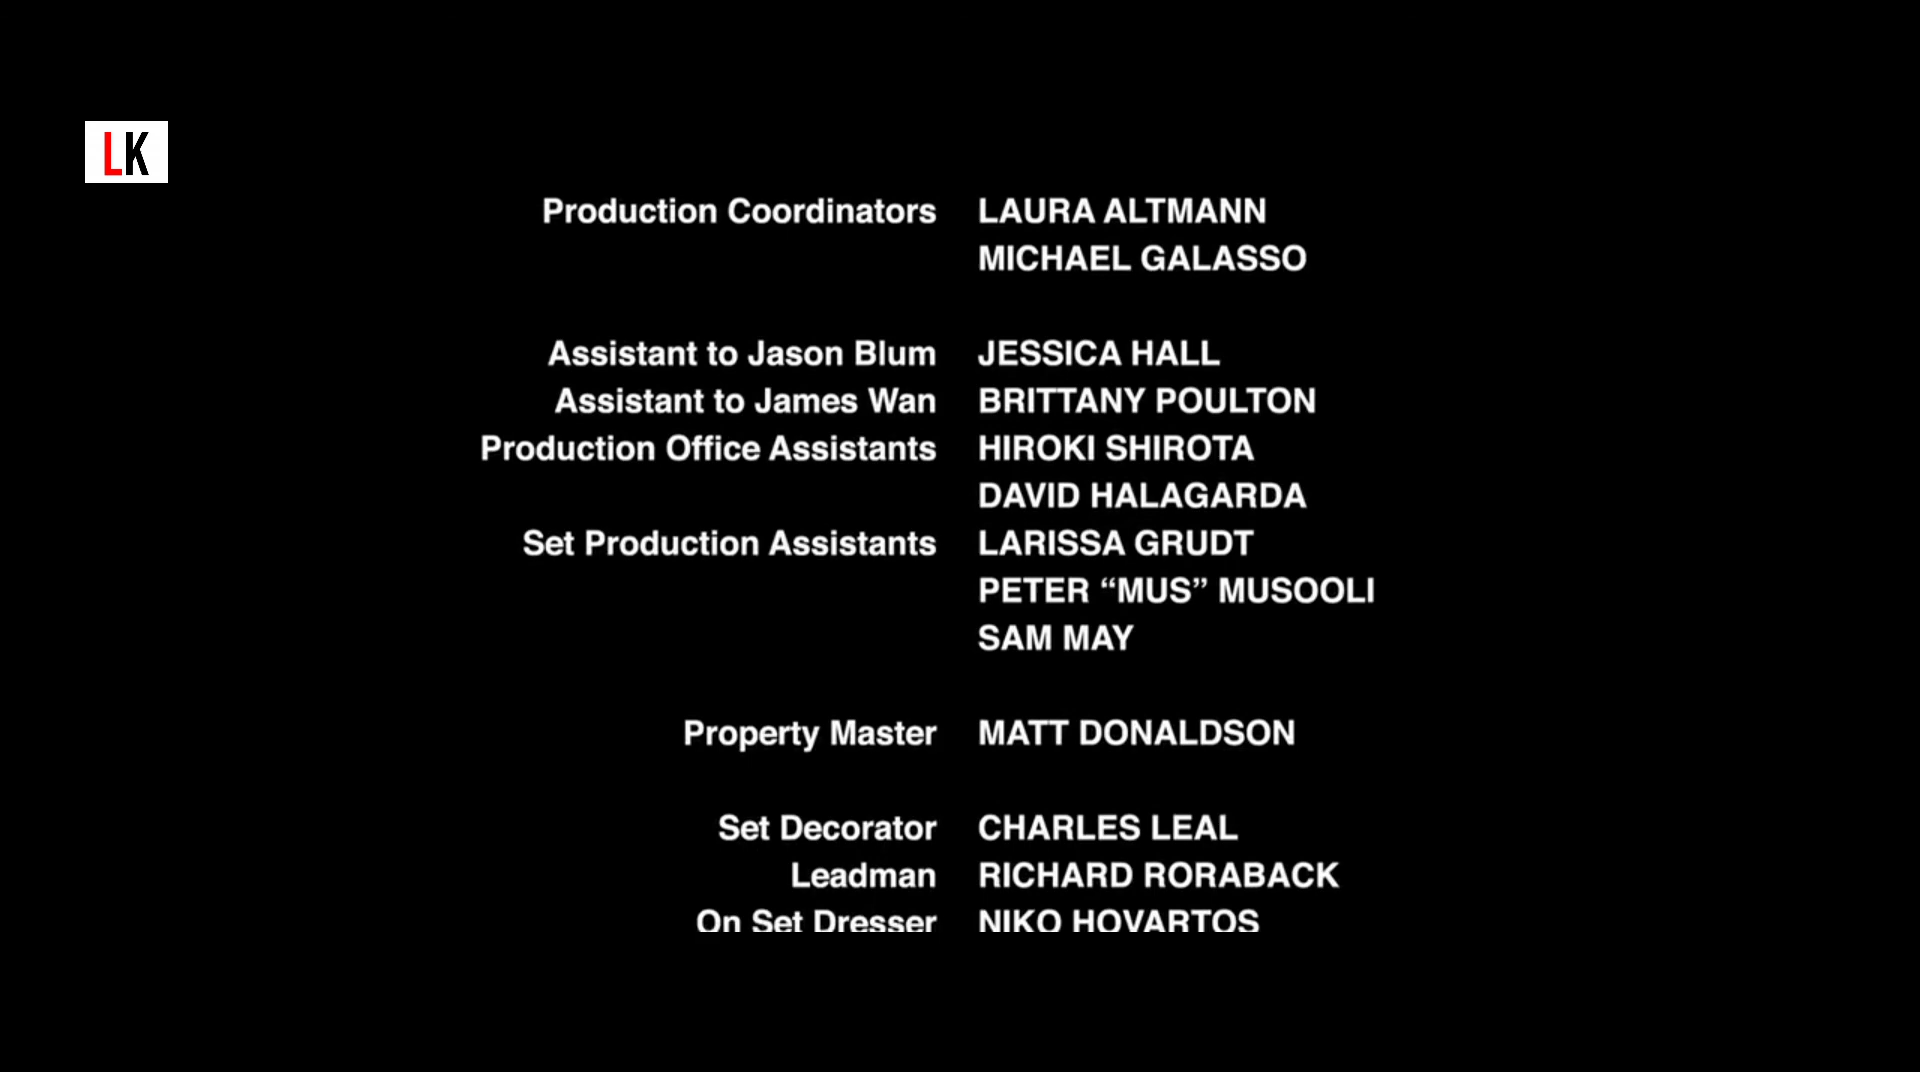 LK
Production Coordinators LAURA ALTMANN
MICHAEL GALASSO
Assistant to Jason Blum JESSICA HALL
Assistant to James Wan BRITTANY POULTON
Production Office Assistants HIROKI SHIROTA
DAVID HALAGARDA
Set Production Assistants LARISSA GRUDT
PETER “MUS” MUSOOLI
SAM MAY
Property Master MATT DONALDSON
Set Decorator CHARLES LEAL
Leadman RICHARD RORABACK
On Set Dresser NIKO HOVARTOS